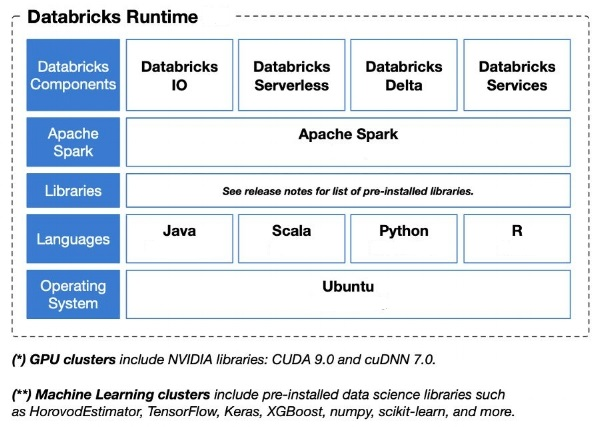 Databricks Runtime
Databricks
Components
Databricks
IO
Databricks
Serverless
Databricks
Delta
Databricks
Services
Apache
Spark
Apache Spark
Libraries
See release notes for list of pre-installed libraries.
Languages
Java
Scala
Python
R
Operating
System
Ubuntu
(*) GPU clusters include NVIDIA libraries: CUDA 9.0 and cuDNN 7.0.
(**) Machine Learning clusters include pre-installed data science libraries such
as HorovodEstimator, TensorFlow, Keras, XGBoost, numpy, scikit-learn, and more.